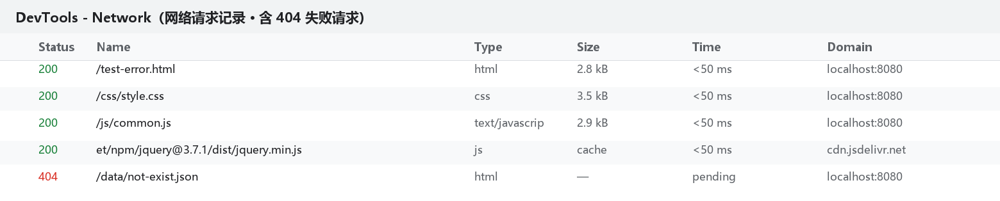 DevTools - Network（网络请求记录 · 含 404 失败请求）
Status Name Type Size Time Domain
200 /test-error.html html 2.8 kB <50 ms localhost:8080
200 /css/style.css css 3.5 kB <50 ms localhost:8080
200 /js/common.js text/javascrip 2.9 kB <50 ms localhost:8080
200 et/npm/jquery@3.7.1/dist/jquery.min.js js cache <50 ms cdn.jsdelivr.net
404 /data/not-exist.json html — pending localhost:8080